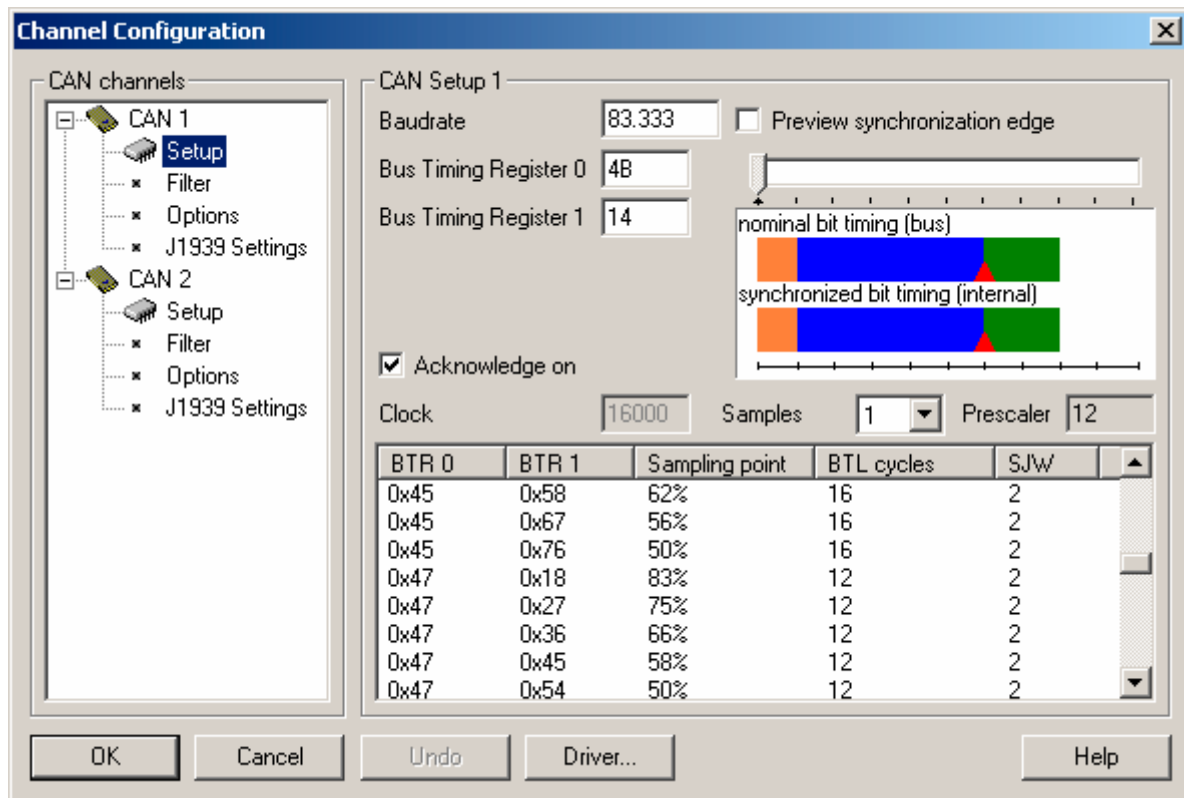 Channel Configuration
CAN channels
CAN 1
Setup
Filter
Options
J1939 Settings
CAN 2
Setup
Filter
Options
J1939 Settings
CAN Setup 1
Baudrate 83.333 Preview synchronization edge
Bus Timing Register 0 4B
Bus Timing Register 1 14
nominal bit timing (bus)
synchronized bit timing (internal)
Acknowledge on
Clock 16000 Samples 1 Prescaler 12
BTR 0 BTR 1 Sampling point BTL cycles SJW
0x45 0x58 62% 16 2
0x45 0x67 56% 16 2
0x45 0x76 50% 16 2
0x47 0x18 83% 12 2
0x47 0x27 75% 12 2
0x47 0x36 66% 12 2
0x47 0x45 58% 12 2
0x47 0x54 50% 12 2
OK Cancel Undo Driver... Help